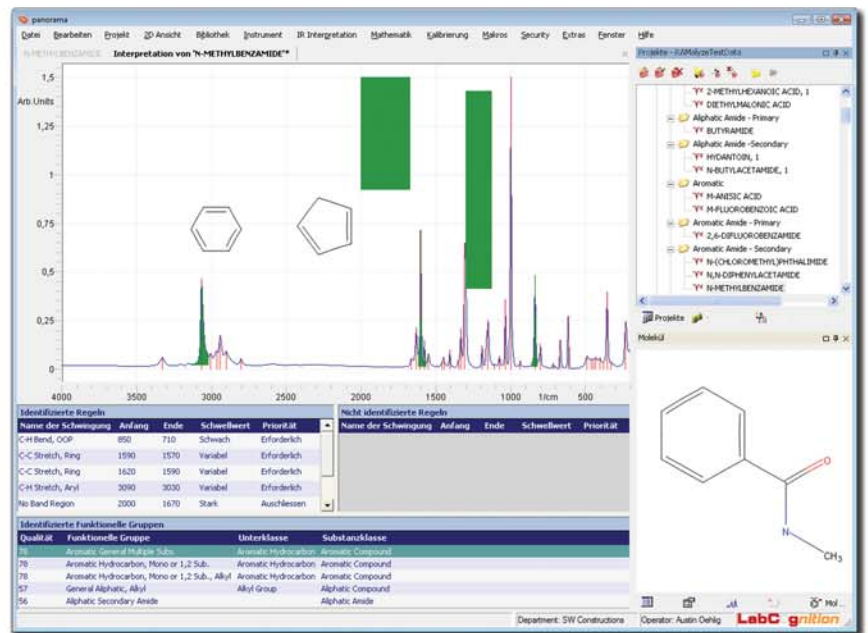 panorama
Datei Bearbeiten Projekt 2D Ansicht Bibliothek Instrument IR Interpretation Mathematik Kalibrierung Makros Security Extras Fenster Hilfe
N-METHYLBENZAMIDE Interpretation von 'N-METHYLBENZAMIDE'*
Arb.Units
1,5
1,25
1
0,75
0,5
0,25
0
4000 3500 3000 2500 2000 1500 1000 1/cm 500
Projekte - RAMalyzeTestData
2-METHYLHEXANOIC ACID, 1
DIETHYLMALONIC ACID
Aliphatic Amide - Primary
BUTYRAMIDE
Aliphatic Amide -Secondary
HYDANTOIN, 1
N-BUTYLACETAMIDE, 1
Aromatic
M-ANISIC ACID
M-FLUOROBENZOIC ACID
Aromatic Amide - Primary
2,6-DIFLUOROBENZAMIDE
Aromatic Amide - Secondary
N-(CHLOROMETHYL)PHTHALIMIDE
N,N-DIPHENYLACETAMIDE
N-METHYLBENZAMIDE
Projekte
Molekül
O
N
CH3
Mol...
Identifizierte Regeln
Name der Schwingung Anfang Ende Schwellwert Priorität
C-H Bend, OOP 850 710 Schwach Erforderlich
C-C Stretch, Ring 1590 1570 Variabel Erforderlich
C-C Stretch, Ring 1620 1590 Variabel Erforderlich
C-H Stretch, Aryl 3090 3030 Variabel Erforderlich
No Band Region 2000 1670 Stark Auschliessen
Nicht identifizierte Regeln
Name der Schwingung Anfang Ende Schwellwert Priorität
Identifizierte Funktionelle Gruppen
Qualität Funktionelle Gruppe Unterklasse Substanzklasse
78 Aromatic General Multiple Subs. Aromatic Hydrocarbon Aromatic Compound
78 Aromatic Hydrocarbon, Mono or 1,2 Sub. Aromatic Hydrocarbon Aromatic Compound
78 Aromatic Hydrocarbon, Mono or 1,2 Sub., Alkyl Aromatic Hydrocarbon Aromatic Compound
57 General Aliphatic, Alkyl Alkyl Group Aliphatic Compound
56 Aliphatic Secondary Amide Aliphatic Amide
Department: SW Constructions Operator: Austin Oehlig LabCognition